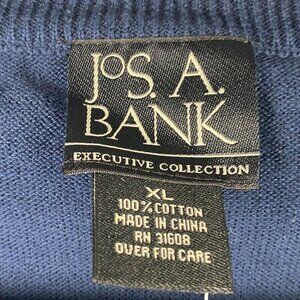 JOS. A.
BANK
EXECUTIVE COLLECTION
XL
100% COTTON
MADE IN CHINA
RN 31608
OVER FOR CARE